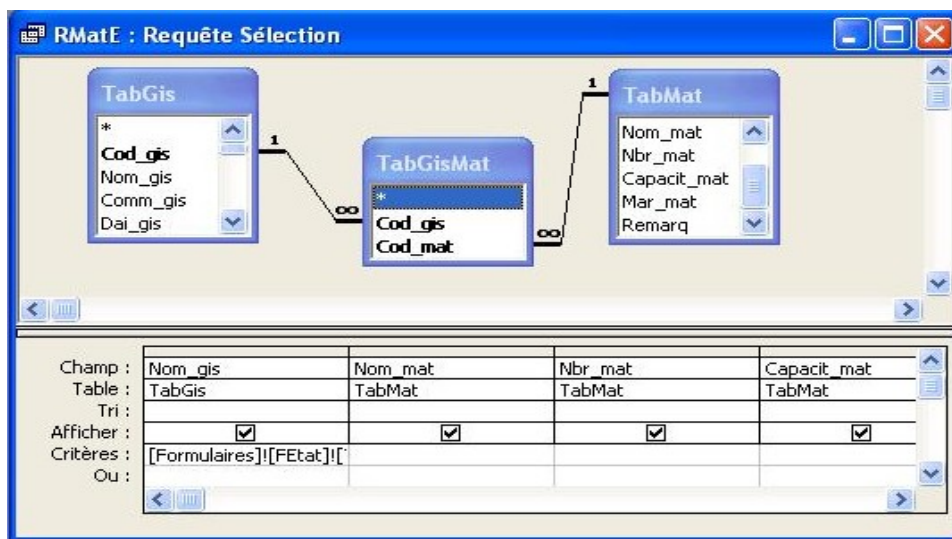 RMatE : Requête Sélection
TabGis
*
Cod_gis
Nom_gis
Comm_gis
Dai_gis
1
∞
TabGisMat
*
Cod_gis
Cod_mat
∞
1
TabMat
Nom_mat
Nbr_mat
Capacit_mat
Mar_mat
Remarq
Champ : Nom_gis Nom_mat Nbr_mat Capacit_mat
Table : TabGis TabMat TabMat TabMat
Tri :
Afficher :
Critères : [Formulaires]![FEtat]![
Ou :